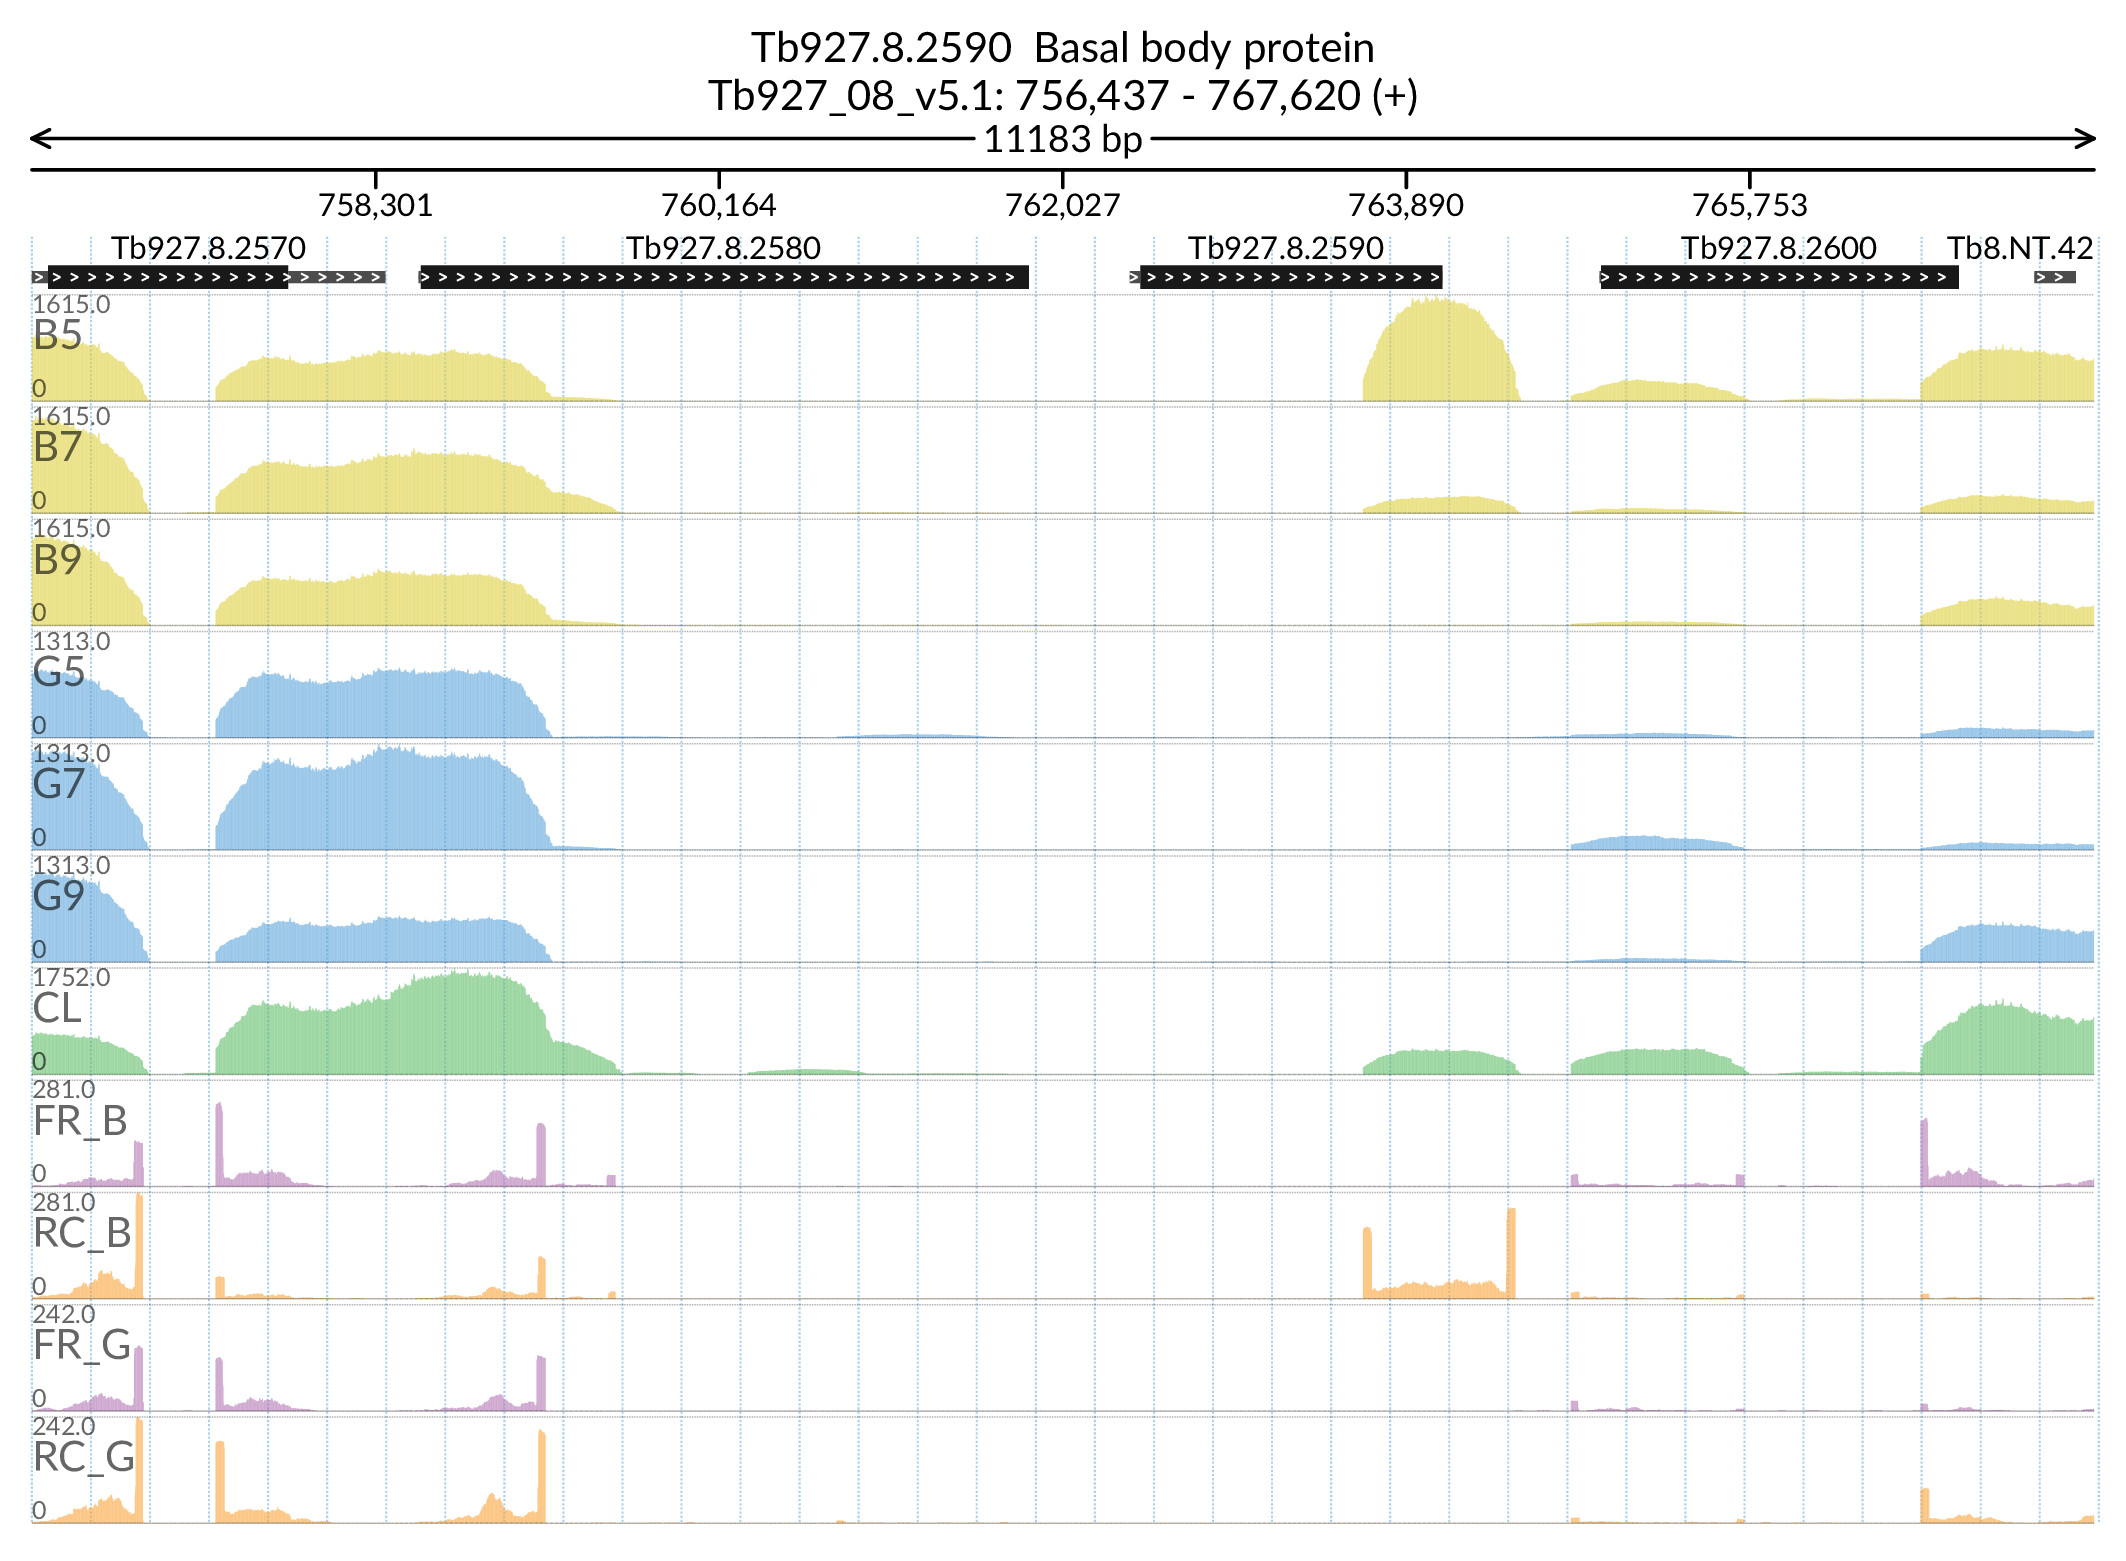 Tb927.8.2590 Basal body protein
Tb927_08_v5.1: 756,437 - 767,620 (+)
11183 bp
758,301 760,164 762,027 763,890 765,753
Tb927.8.2570 Tb927.8.2580 Tb927.8.2590 Tb927.8.2600 Tb8.NT.42
1615.0
B5
0
1615.0
B7
0
1615.0
B9
0
1313.0
G5
0
1313.0
G7
0
1313.0
G9
0
1752.0
CL
0
281.0
FR_B
0
281.0
RC_B
0
242.0
FR_G
0
242.0
RC_G
0